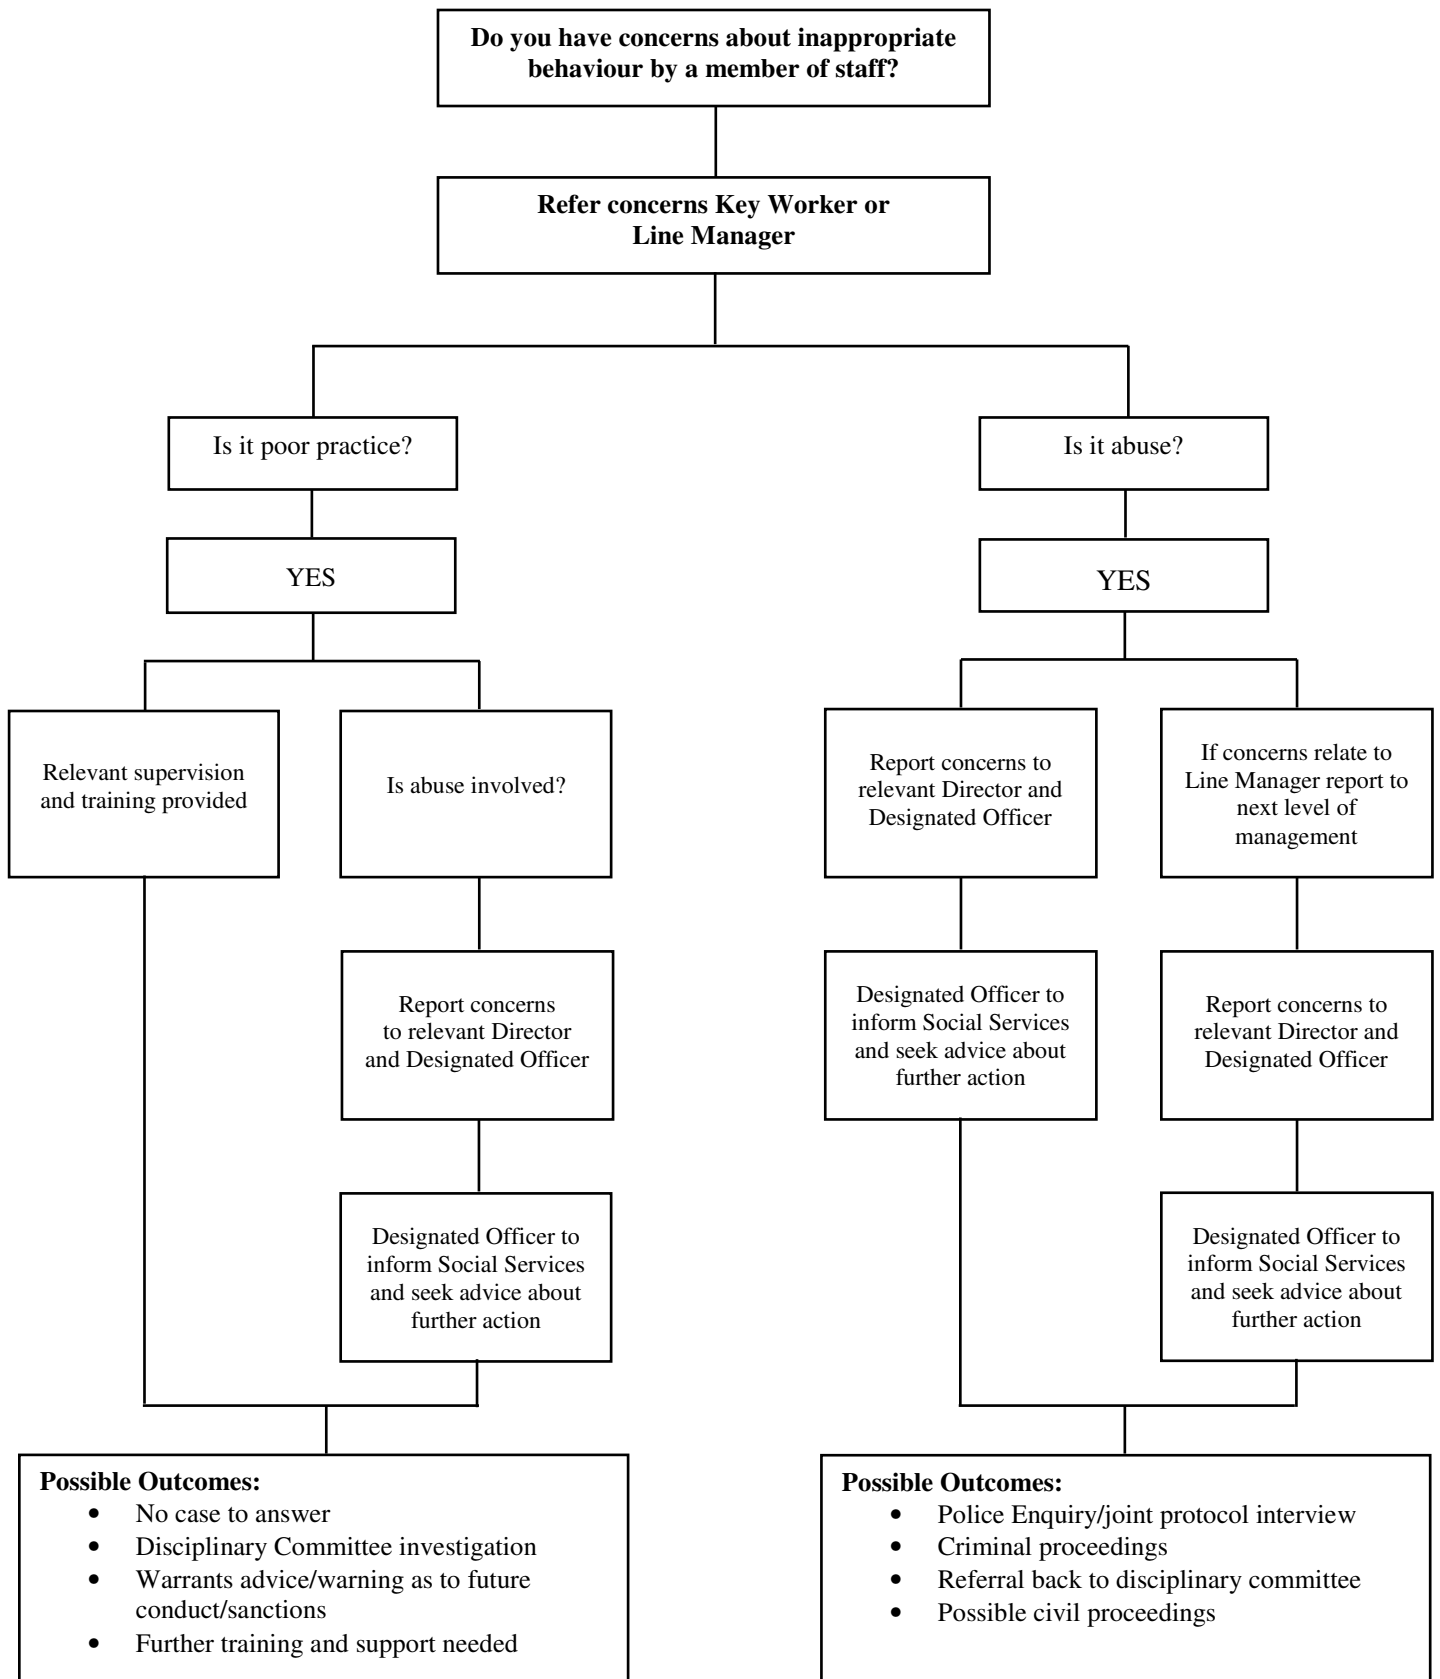 Do you have concerns about inappropriate
behaviour by a member of staff?
Refer concerns Key Worker or
Line Manager
Is it poor practice?
Is it abuse?
YES
YES
Relevant supervision
and training provided
Is abuse involved?
Report concerns to
relevant Director and
Designated Officer
If concerns relate to
Line Manager report to
next level of
management
Report concerns
to relevant Director
and Designated Officer
Designated Officer to
inform Social Services
and seek advice about
further action
Report concerns to
relevant Director and
Designated Officer
Designated Officer to
inform Social Services
and seek advice about
further action
Designated Officer to
inform Social Services
and seek advice about
further action
Possible Outcomes:
• No case to answer
• Disciplinary Committee investigation
• Warrants advice/warning as to future
conduct/sanctions
• Further training and support needed
Possible Outcomes:
• Police Enquiry/joint protocol interview
• Criminal proceedings
• Referral back to disciplinary committee
• Possible civil proceedings